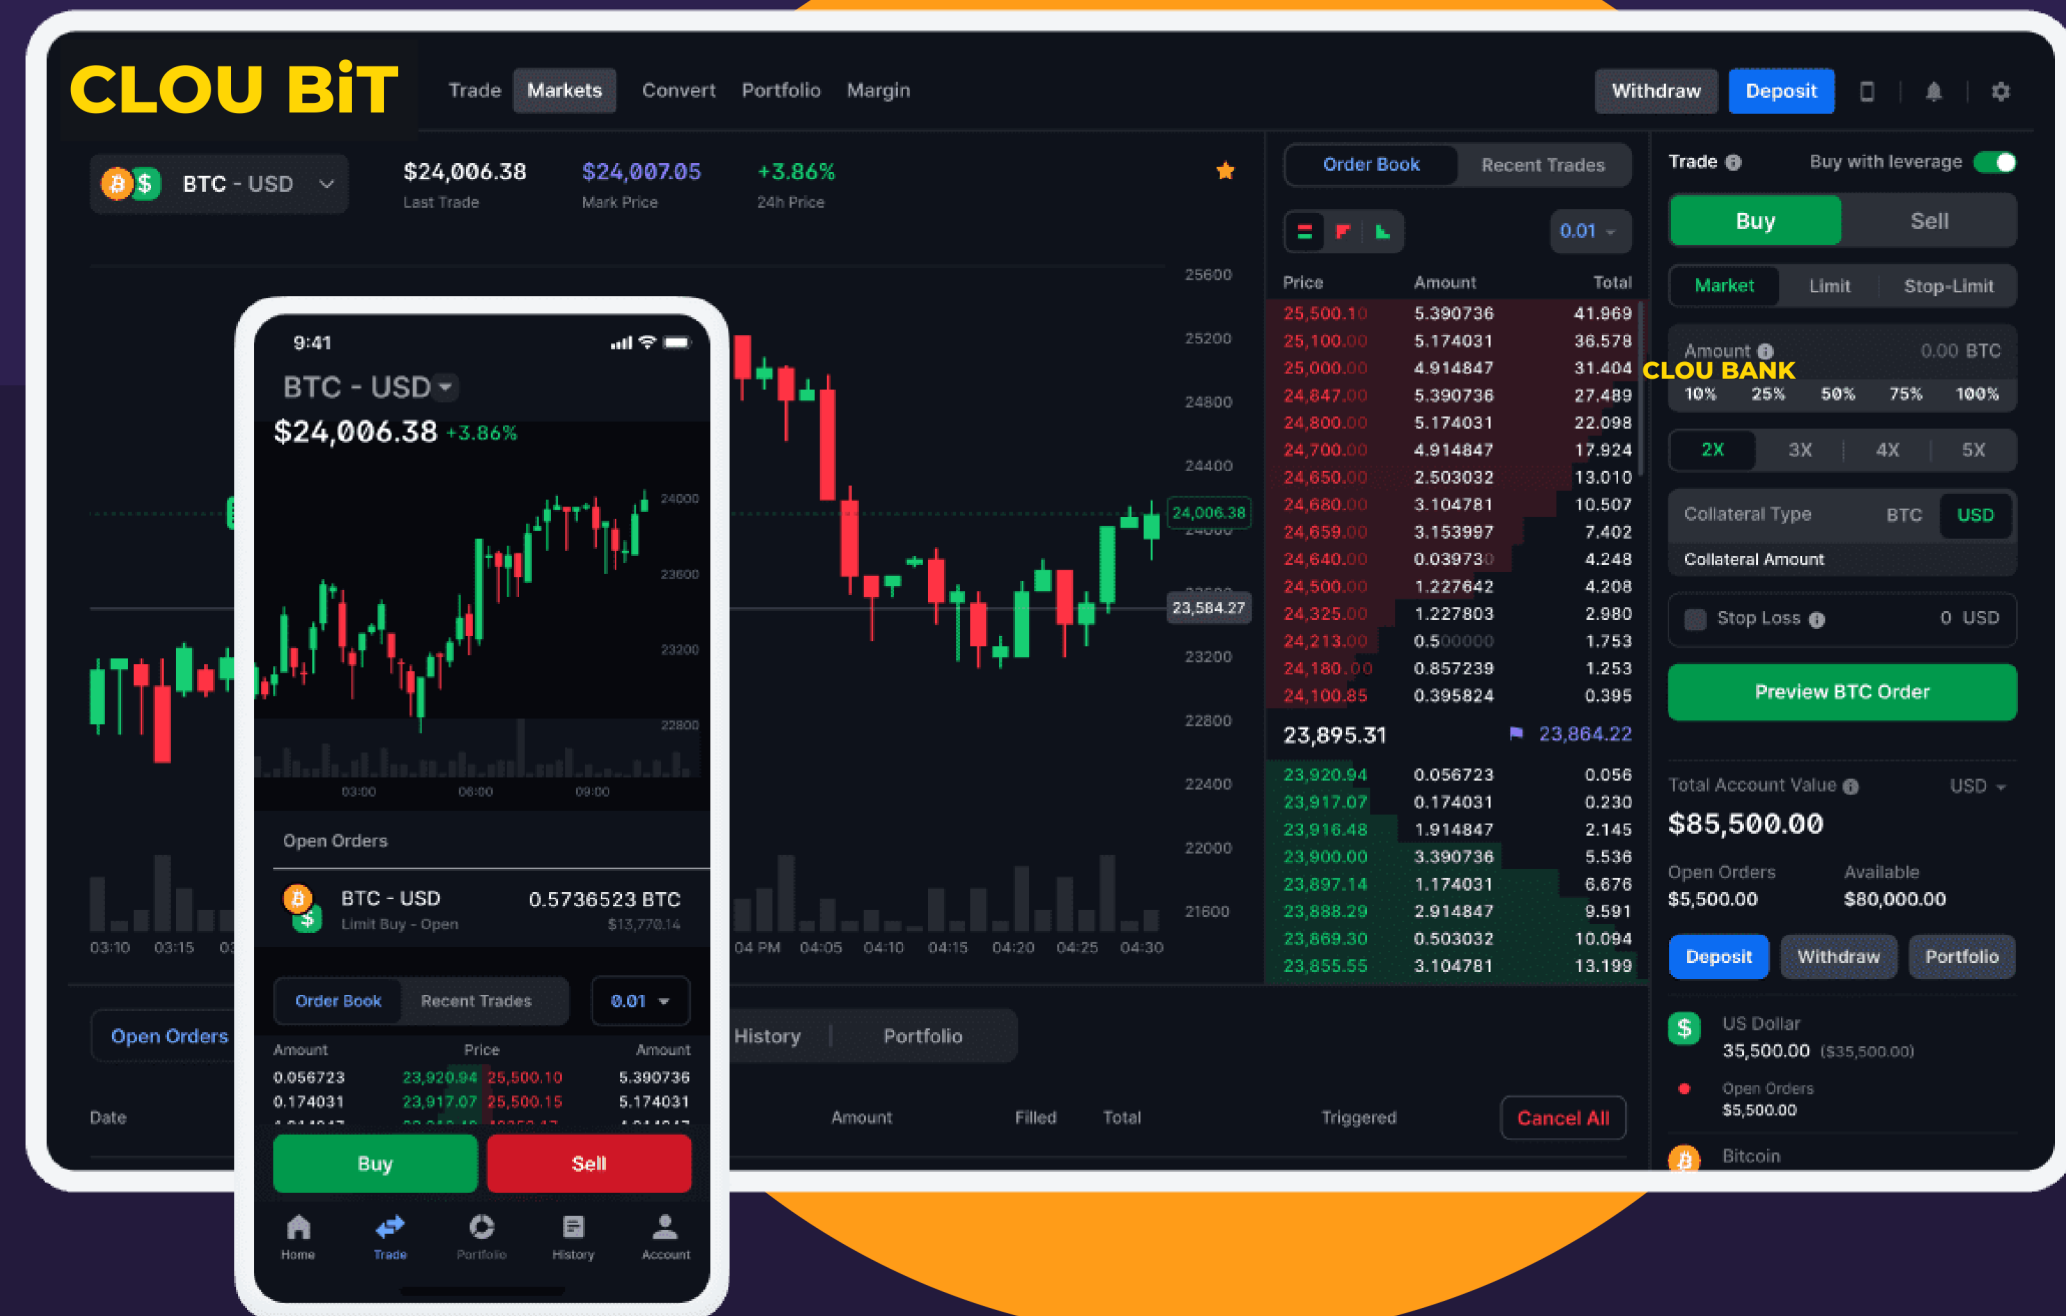 CLOU BiT
Trade Markets Convert Portfolio Margin
Withdraw Deposit
BTC - USD
$24,006.38 $24,007.05 +3.86%
Last Trade Mark Price 24h Price
25600
25200
24800
24400
24,006.38
23,584.27
23200
22800
22400
22000
21600
03:10 03:15
04 PM 04:05 04:10 04:15 04:20 04:25 04:30
Open Orders
History Portfolio
Date Amount Filled Total Triggered Cancel All
Order Book Recent Trades
0.01
Price Amount Total
25,500.10 5.390736 41.969
25,100.00 5.174031 36.578
25,000.00 4.914847 31.404
24,847.00 5.390736 27.489
24,800.00 5.174031 22.098
24,700.00 4.914847 17.924
24,650.00 2.503032 13.010
24,680.00 3.104781 10.507
24,659.00 3.153997 7.402
24,640.00 0.039730 4.248
24,500.00 1.227642 4.208
24,325.00 1.227803 2.980
24,213.00 0.500000 1.753
24,180.00 0.857239 1.253
24,100.85 0.395824 0.395
23,895.31 23,864.22
23,920.94 0.056723 0.056
23,917.07 0.174031 0.230
23,916.48 1.914847 2.145
23,900.00 3.390736 5.536
23,897.14 1.174031 6.676
23,888.29 2.914847 9.591
23,869.30 0.503032 10.094
23,855.55 3.104781 13.199
Trade Buy with leverage
Buy Sell
Market Limit Stop-Limit
Amount 0.00 BTC
CLOU BANK
10% 25% 50% 75% 100%
2X 3X 4X 5X
Collateral Type BTC USD
Collateral Amount
Stop Loss 0 USD
Preview BTC Order
Total Account Value USD
$85,500.00
Open Orders Available
$5,500.00 $80,000.00
Deposit Withdraw Portfolio
US Dollar
35,500.00 ($35,500.00)
Open Orders
$5,500.00
Bitcoin
9:41
BTC - USD
$24,006.38 +3.86%
24000
23600
23200
22800
03:00 06:00 09:00
Open Orders
BTC - USD 0.5736523 BTC
Limit Buy - Open $13,770.14
Order Book Recent Trades 0.01
Amount Price Amount
0.056723 23,920.94 25,500.10 5.390736
0.174031 23,917.07 25,500.15 5.174031
Buy Sell
Home Trade Portfolio History Account